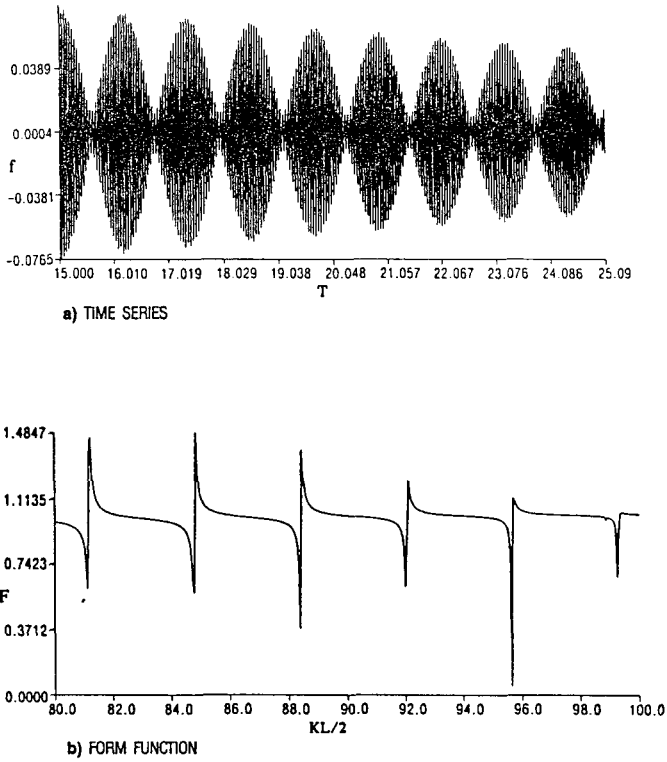 0.0389
0.0004
f
-0.0381
-0.0765
15.000 16.010 17.019 18.029 19.038 20.048 21.057 22.067 23.076 24.086 25.09
T
a) TIME SERIES
1.4847
1.1135
0.7423
F
0.3712
0.0000
80.0 82.0 84.0 86.0 88.0 90.0 92.0 94.0 96.0 98.0 100.0
KL/2
b) FORM FUNCTION